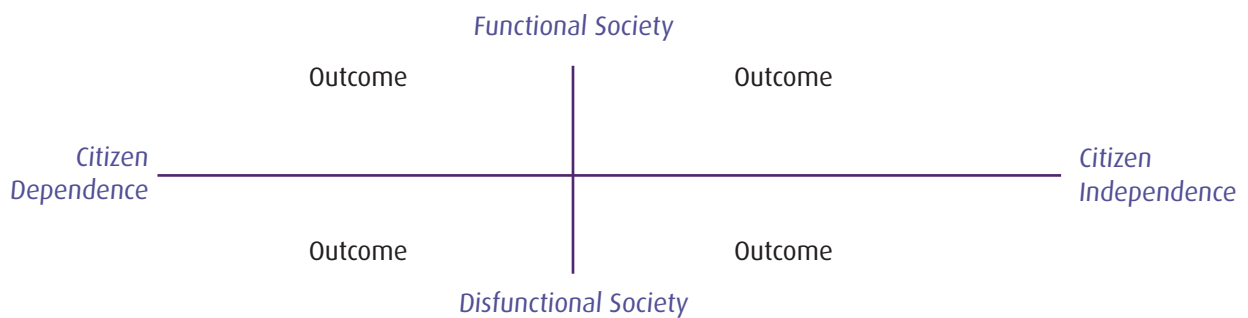 Functional Society
Outcome
Outcome
Citizen
Dependence
Citizen
Independence
Outcome
Outcome
Disfunctional Society